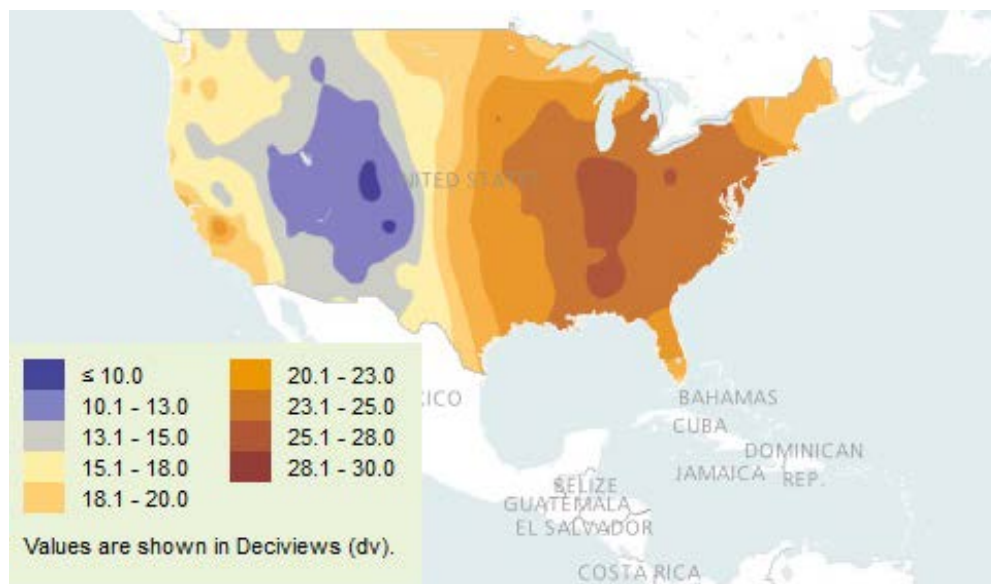 UNITED STATES
≤ 10.0
10.1 - 13.0
13.1 - 15.0
15.1 - 18.0
18.1 - 20.0
20.1 - 23.0
23.1 - 25.0
25.1 - 28.0
28.1 - 30.0
Values are shown in Deciviews (dv).
XICO
BAHAMAS
CUBA
DOMINICAN
REP.
JAMAICA
BELIZE
GUATEMALA
EL SALVADOR
COSTA RICA